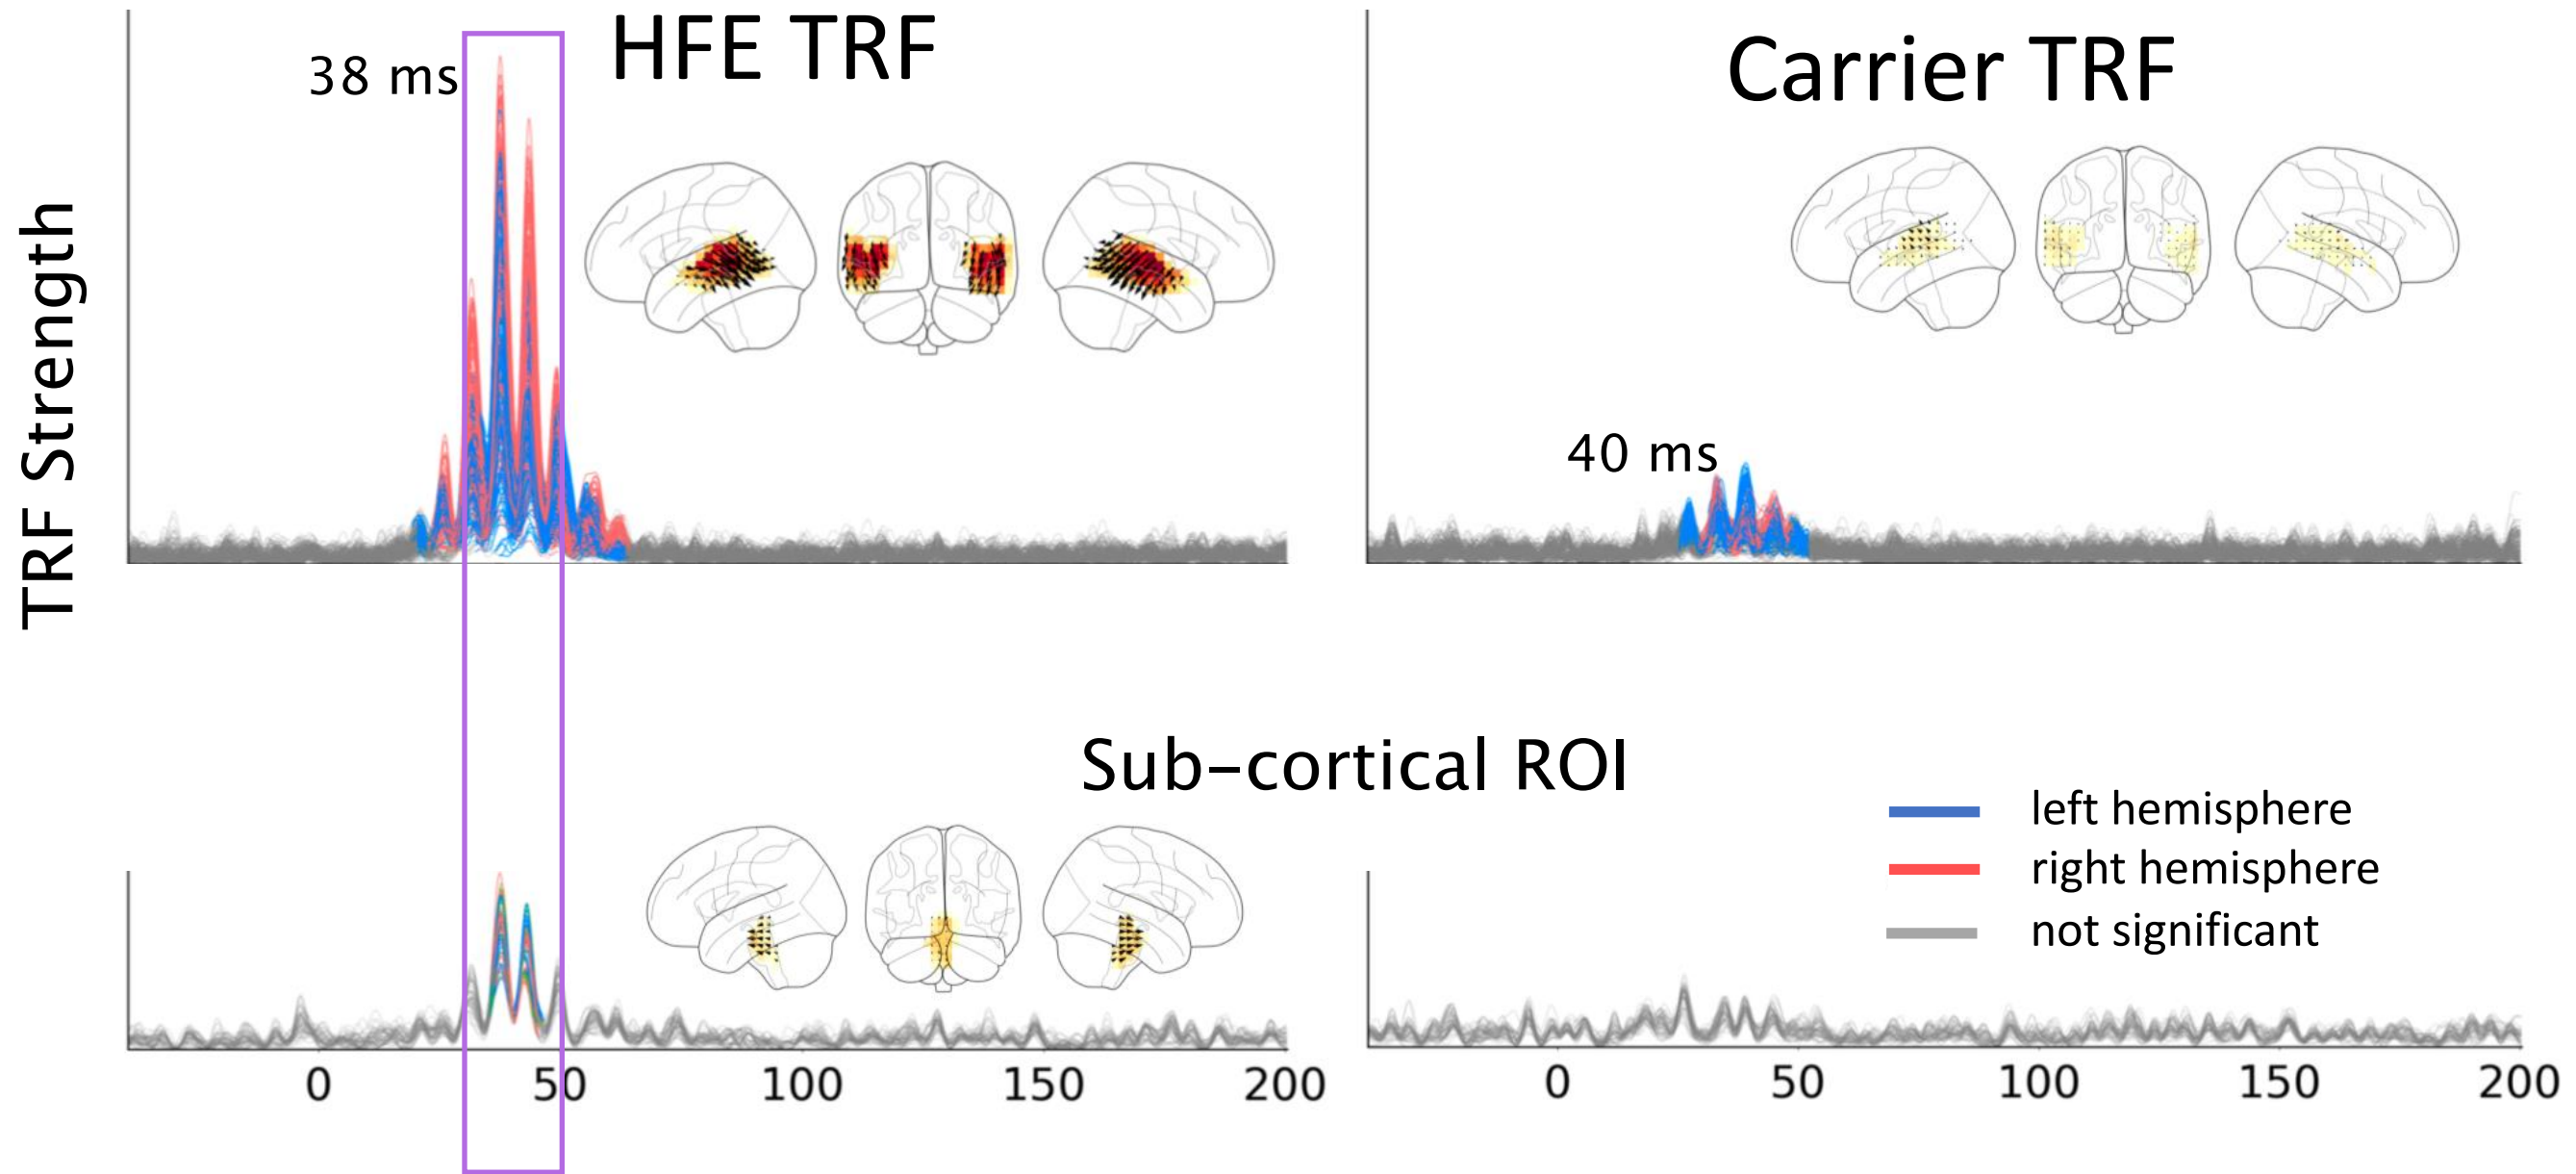 HFE TRF
Carrier TRF
38 ms
TRF Strength
40 ms
Sub-cortical ROI
left hemisphere
right hemisphere
not significant
0 50 100 150 200
0 50 100 150 200